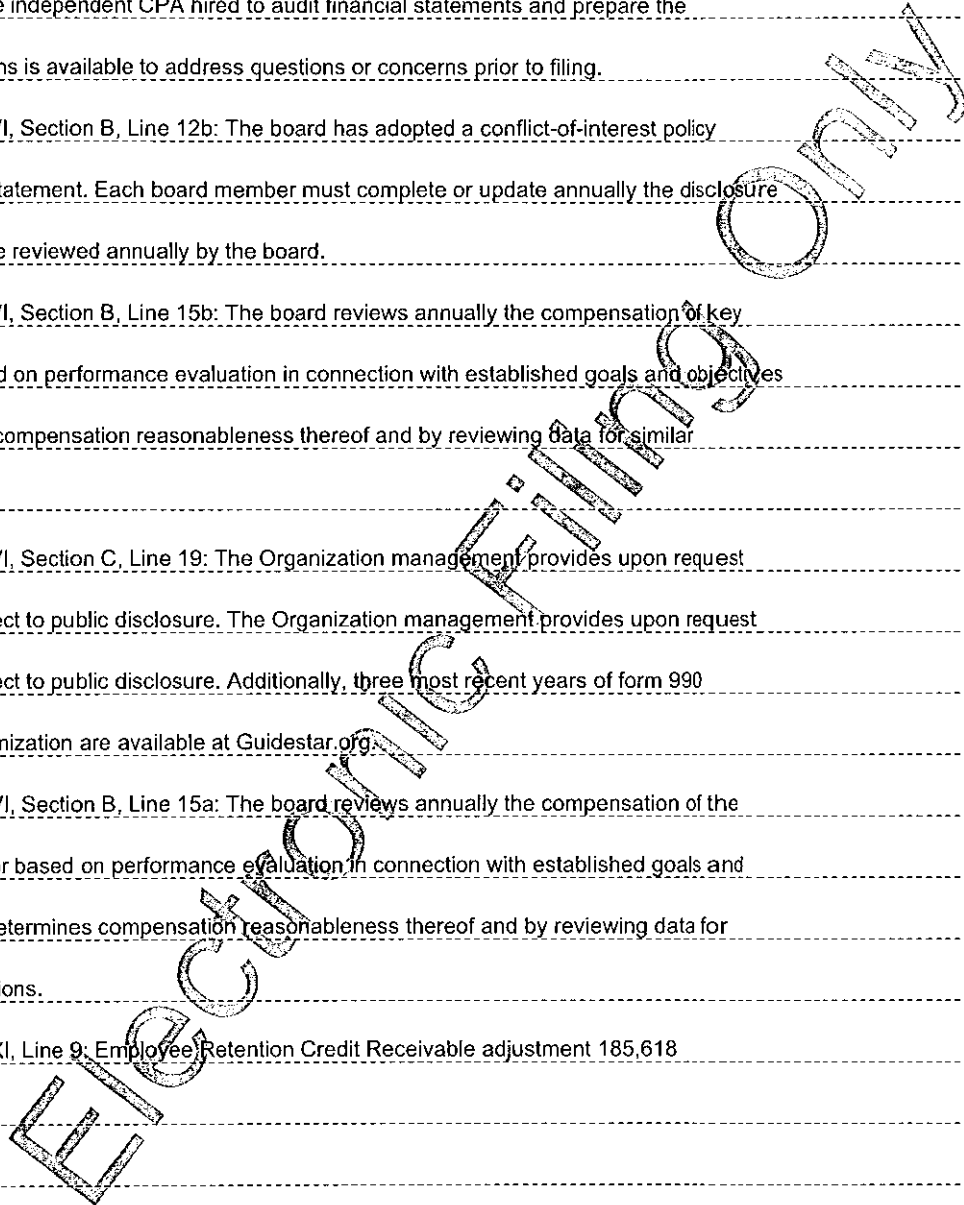 e independent CPA hired to audit financial statements and prepare the
ns is available to address questions or concerns prior to filing.
/I, Section B, Line 12b: The board has adopted a conflict-of-interest policy
tatement. Each board member must complete or update annually the disclosure
e reviewed annually by the board.
/I, Section B, Line 15b: The board reviews annually the compensation of key
d on performance evaluation in connection with established goals and objectives
compensation reasonableness thereof and by reviewing data for similar
/I, Section C, Line 19: The Organization management provides upon request
ect to public disclosure. The Organization management provides upon request
ect to public disclosure. Additionally, three most recent years of form 990
nization are available at Guidestar.org.
/I, Section B, Line 15a: The board reviews annually the compensation of the
r based on performance evaluation in connection with established goals and
etermines compensation reasonableness thereof and by reviewing data for
ions.
XI, Line 9: Employee Retention Credit Receivable adjustment 185,618
Electronic Filing Only